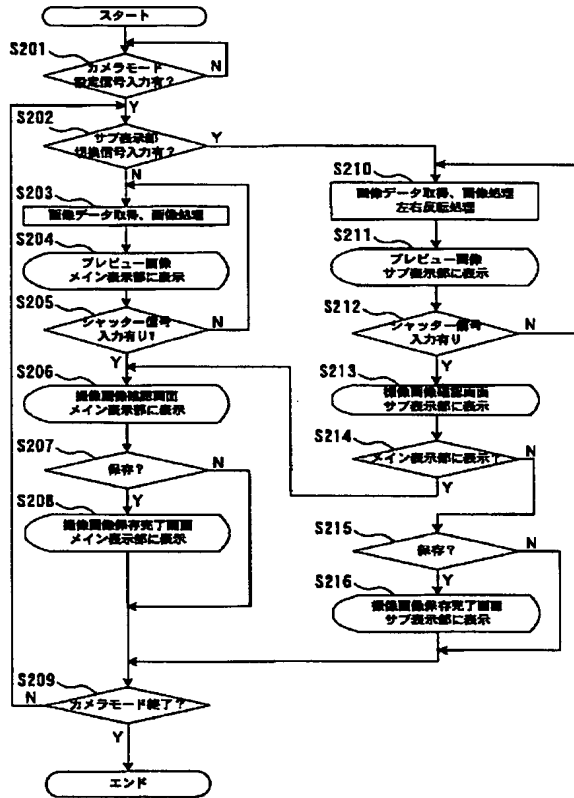 スタート
S201
カメラモード
設定信号入力有?
N
Y
S202
サブ表示部
切換信号入力有?
Y
N
S203
画像データ取得、画像処理
S204
プレビュー画像
メイン表示部に表示
S205
シャッター信号
入力有り?
N
Y
S206
撮像画像確認画面
メイン表示部に表示
S207
保存?
N
Y
S208
撮像画像保存完了画面
メイン表示部に表示
S209
カメラモード終了?
N
Y
エンド
S210
画像データ取得、画像処理
左右反転処理
S211
プレビュー画像
サブ表示部に表示
S212
シャッター信号
入力有り
N
Y
S213
撮像画像確認画面
サブ表示部に表示
S214
メイン表示部に表示?
N
Y
S215
保存?
N
Y
S216
撮像画像保存完了画面
サブ表示部に表示